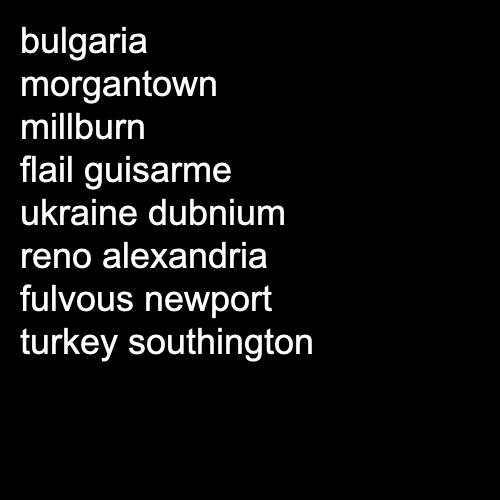 bulgaria
morgantown
millburn
flail guisarme
ukraine dubnium
reno alexandria
fulvous newport
turkey southington